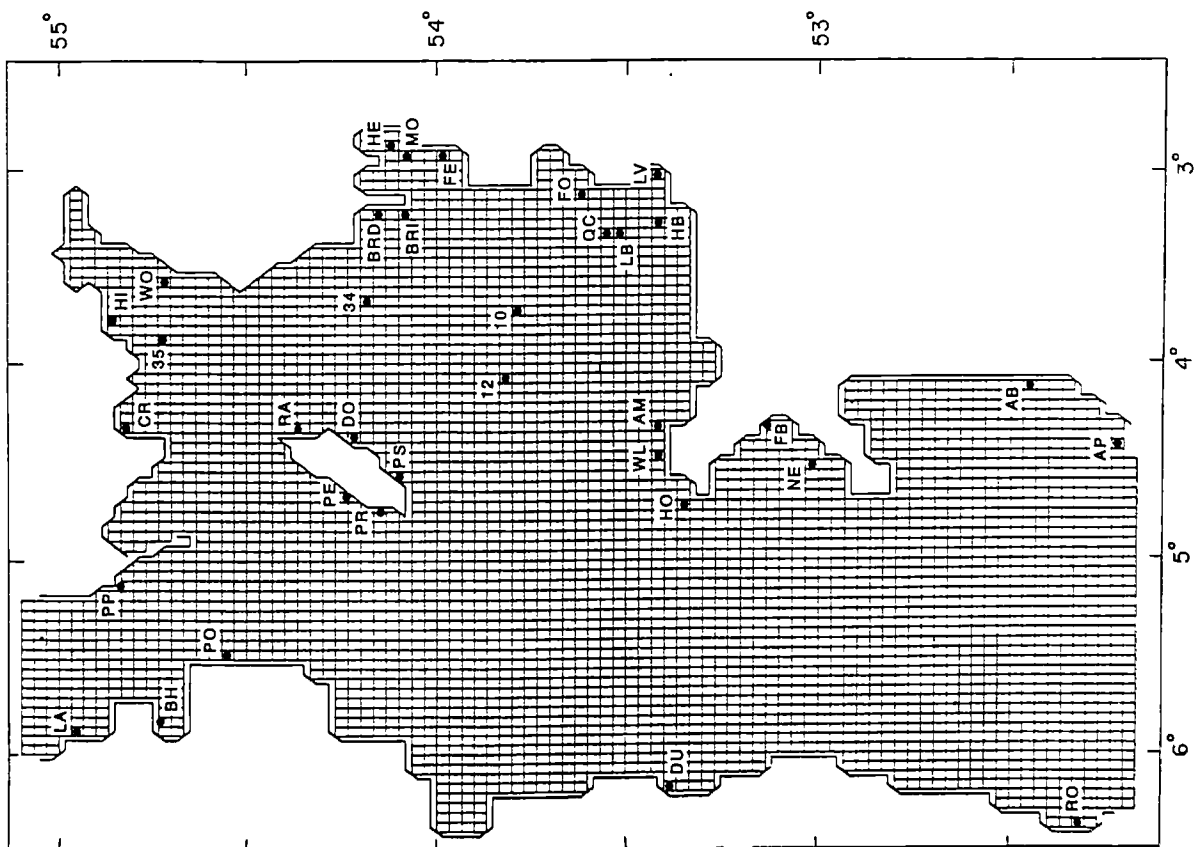 55°
54°
53°
3°
4°
5°
6°
HE
MO
FE
BRD
BRI
FO
LV
QC
LB
HB
WO
HI
35
34
10
12
CR
RA
DO
PS
PE
PR
AM
WL
HO
FB
NE
AB
AP
PP
PO
LA
BH
DU
RO